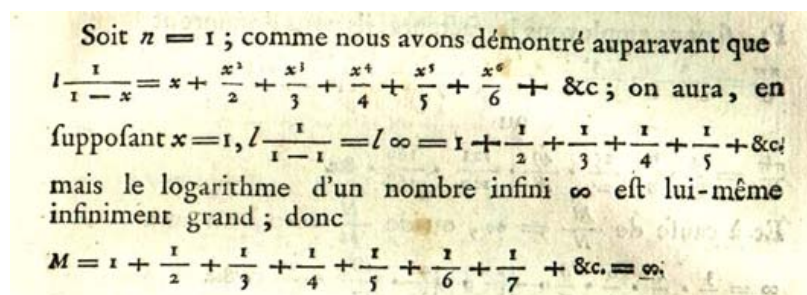 Soit n = 1 ; comme nous avons démontré auparavant que
l 1/(1 − x) = x + x²/2 + x³/3 + x⁴/4 + x⁵/5 + x⁶/6 + &c ; on aura, en
ſuppoſant x = 1, l 1/(1 − 1) = l ∞ = 1 + 1/2 + 1/3 + 1/4 + 1/5 + &c;
mais le logarithme d'un nombre infini ∞ eſt lui-même
infiniment grand ; donc
M = 1 + 1/2 + 1/3 + 1/4 + 1/5 + 1/6 + 1/7 + &c. = ∞.